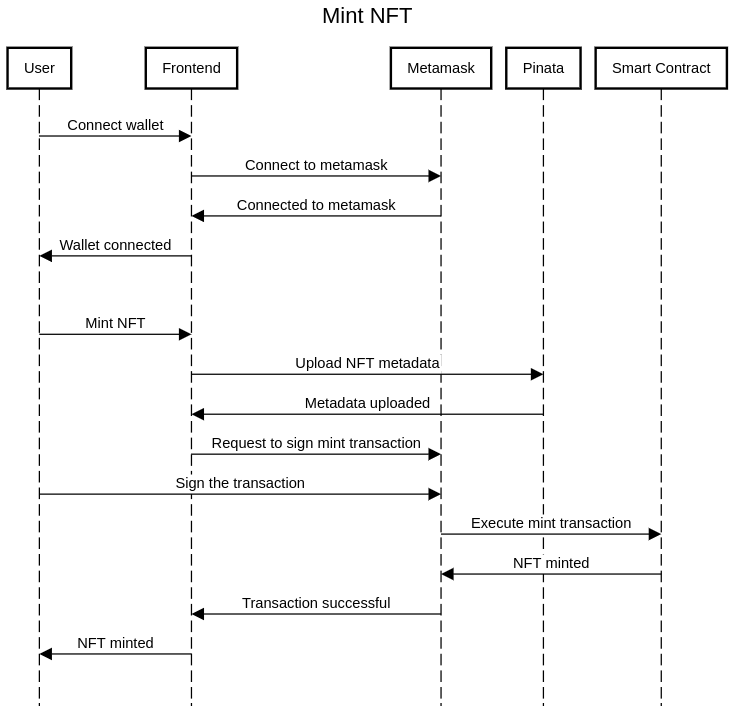 Mint NFT
User
Frontend
Metamask
Pinata
Smart Contract
Connect wallet
Connect to metamask
Connected to metamask
Wallet connected
Mint NFT
Upload NFT metadata
Metadata uploaded
Request to sign mint transaction
Sign the transaction
Execute mint transaction
NFT minted
Transaction successful
NFT minted